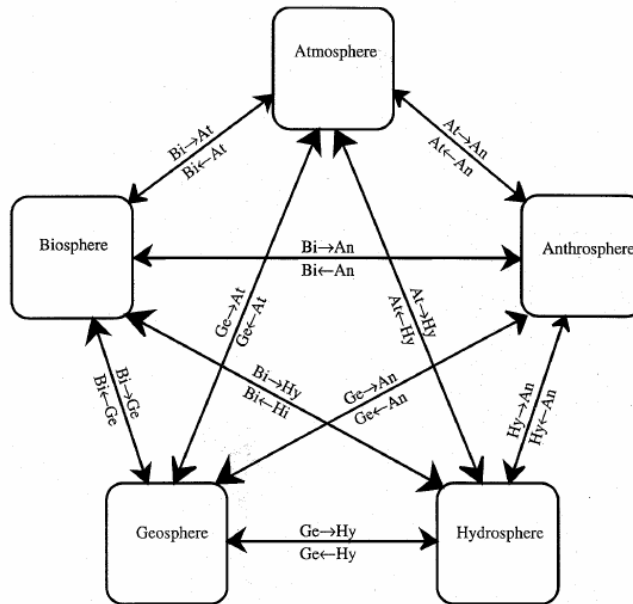 Atmosphere
Bi→At
Bi←At
At→An
At←An
Biosphere
Bi→An
Bi←An
Anthrosphere
Ge→At
Ge←At
At→Hy
At←Hy
Bi→Hy
Bi←Hi
Ge→An
Ge←An
Bi→Ge
Bi←Ge
Hy→An
Hy←An
Geosphere
Ge→Hy
Ge←Hy
Hydrosphere